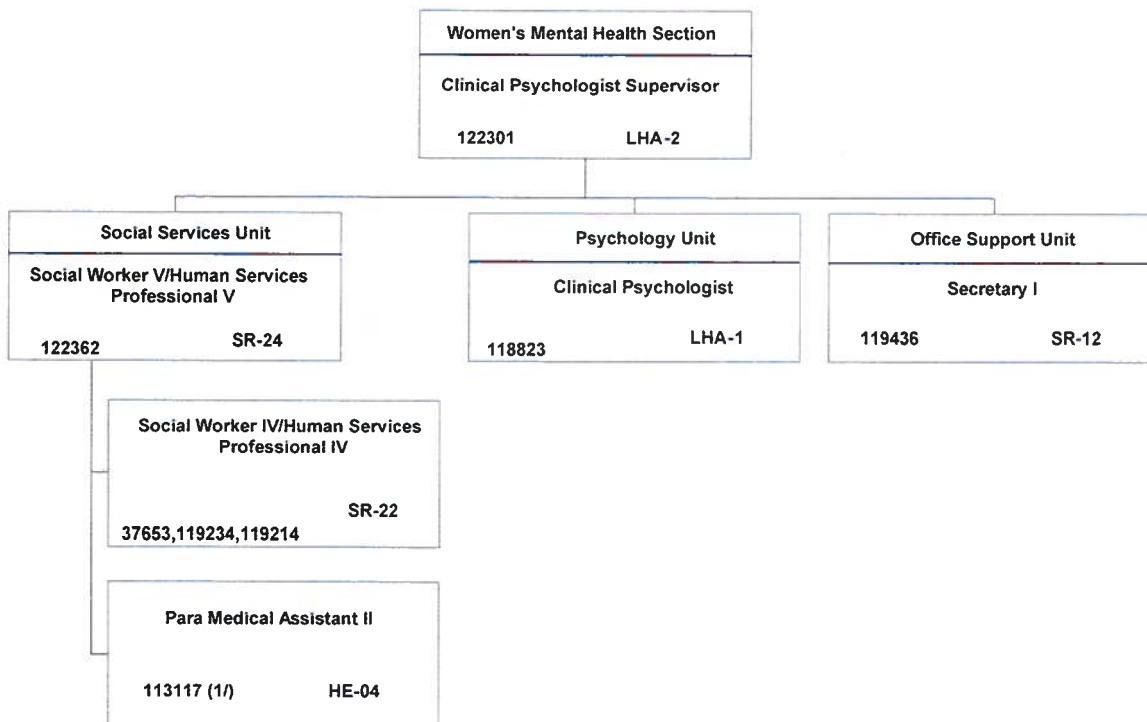 Women's Mental Health Section
Clinical Psychologist Supervisor
122301 LHA-2
Social Services Unit
Social Worker V/Human Services
Professional V
122362 SR-24
Psychology Unit
Clinical Psychologist
118823 LHA-1
Office Support Unit
Secretary I
119436 SR-12
Social Worker IV/Human Services
Professional IV
SR-22
37653,119234,119214
Para Medical Assistant II
113117 (1/) HE-04